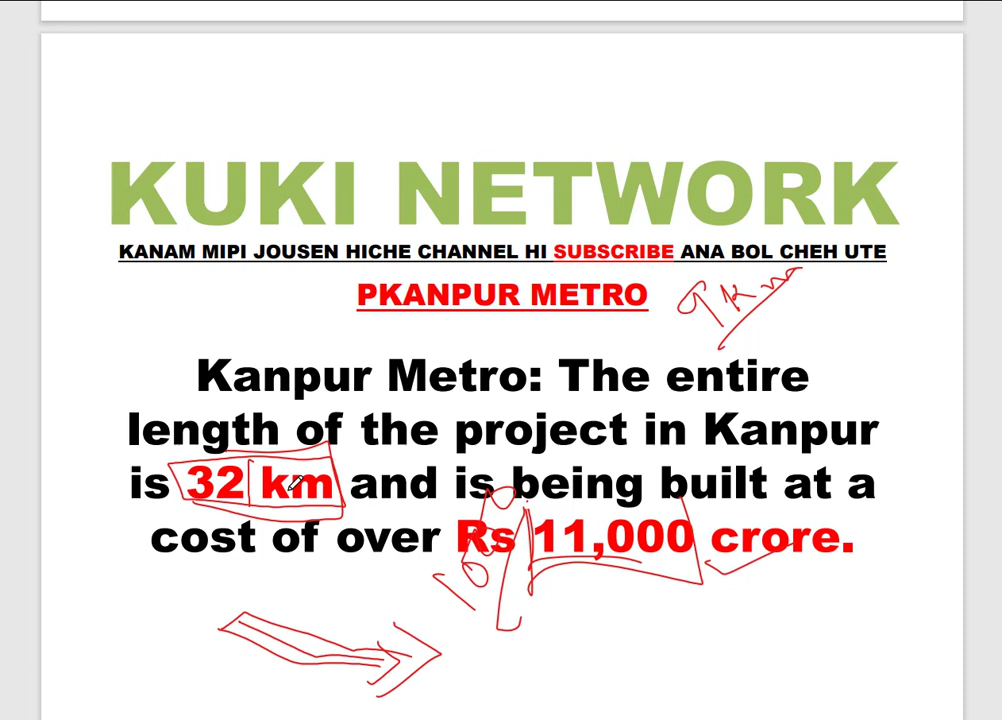 KUKI NETWORK
KANAM MIPI JOUSEN HICHE CHANNEL HI SUBSCRIBE ANA BOL CHEH UTE
PKANPUR METRO
Kanpur Metro: The entire
length of the project in Kanpur
is 32 km and is being built at a
cost of over Rs 11,000 crore.